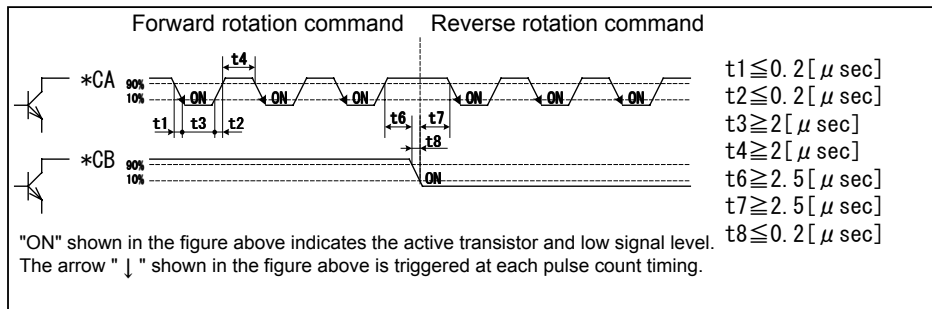 Forward rotation command Reverse rotation command
*CA 90% 10% ON ON ON ON ON ON
t4
t1 t3 t2 t6 t7
t8
*CB 90% 10% ON
t1≦0.2[μsec]
t2≦0.2[μsec]
t3≧2[μsec]
t4≧2[μsec]
t6≧2.5[μsec]
t7≧2.5[μsec]
t8≦0.2[μsec]
"ON" shown in the figure above indicates the active transistor and low signal level.
The arrow "↓" shown in the figure above is triggered at each pulse count timing.